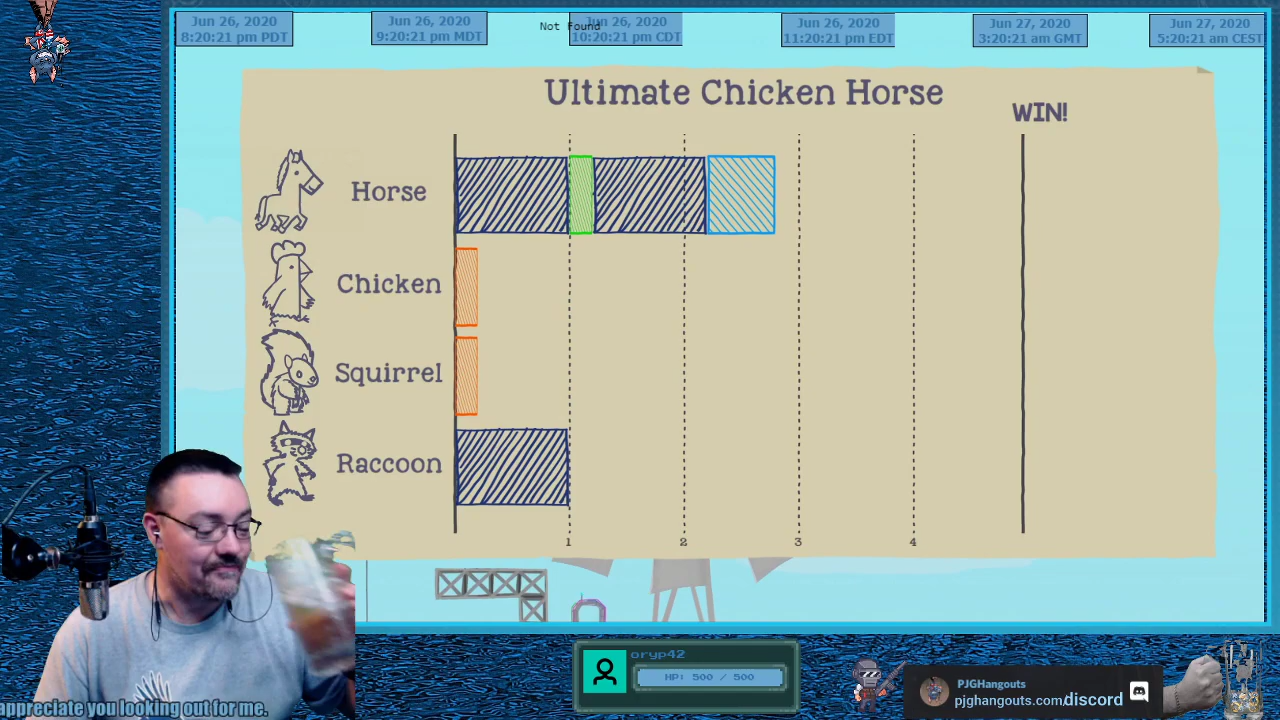 Jun 26, 2020
8:20:21 pm PDT
Jun 26, 2020
9:20:21 pm MDT
Not Found
Jun 26, 2020
10:20:21 pm CDT
Jun 26, 2020
11:20:21 pm EDT
Jun 27, 2020
3:20:21 am GMT
Jun 27, 2020
5:20:21 am CEST
Ultimate Chicken Horse
WIN!
Horse
Chicken
Squirrel
Raccoon
1 2 3 4
oryp42
HP: 500 / 500
PJGHangouts
pjghangouts.com/discord
appreciate you looking out for me.